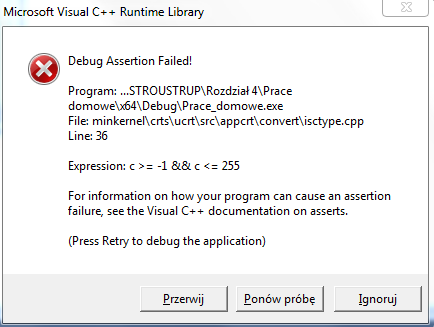 Microsoft Visual C++ Runtime Library
Debug Assertion Failed!
Program: ...STROUSTRUP\Rozdział 4\Prace
domowe\x64\Debug\Prace_domowe.exe
File: minkernel\crts\ucrt\src\appcrt\convert\isctype.cpp
Line: 36
Expression: c >= -1 && c <= 255
For information on how your program can cause an assertion
failure, see the Visual C++ documentation on asserts.
(Press Retry to debug the application)
Przerwij Ponów próbę Ignoruj